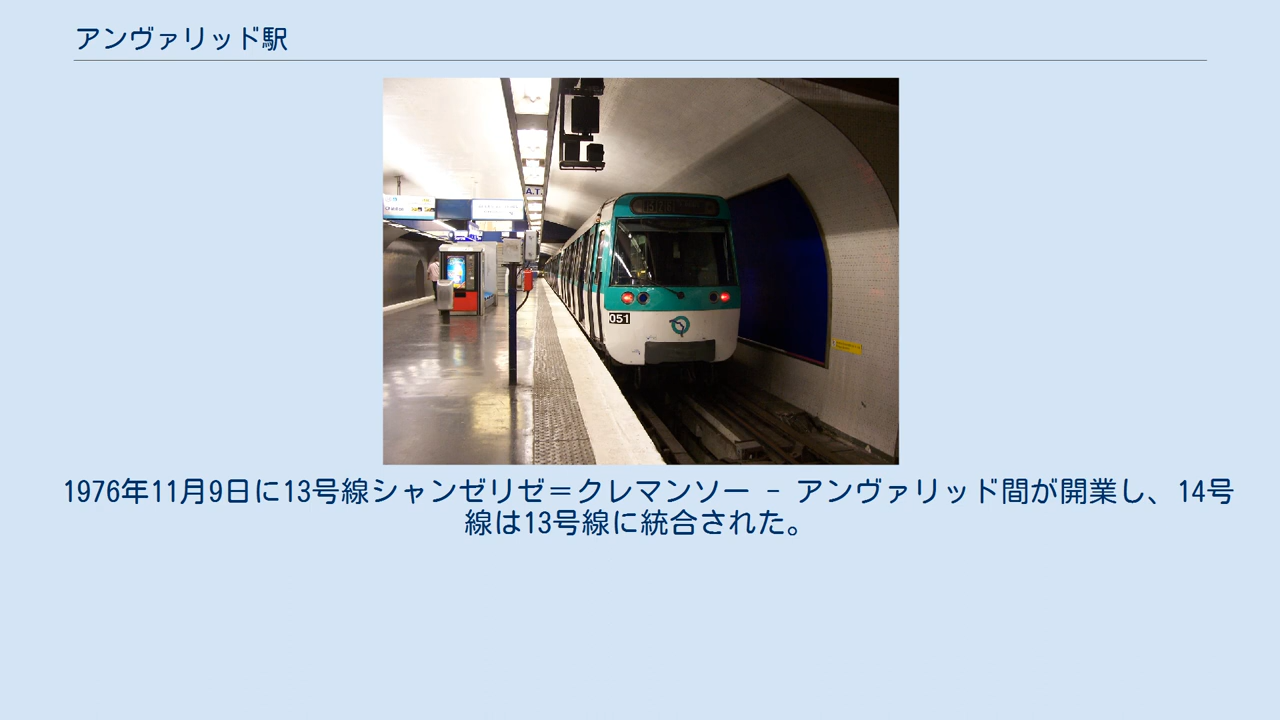 アンヴァリッド駅
A.T.
051
1976年11月9日に13号線シャンゼリゼ＝クレマンソー - アンヴァリッド間が開業し、14号
線は13号線に統合された。